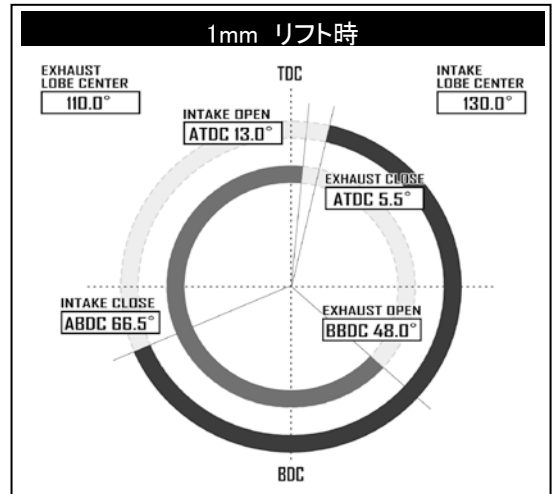 1mm リフト時
EXHAUST
LOBE CENTER
110.0°
TDC
INTAKE
LOBE CENTER
130.0°
INTAKE OPEN
ATDC 13.0°
EXHAUST CLOSE
ATDC 5.5°
INTAKE CLOSE
ABDC 66.5°
EXHAUST OPEN
BBDC 48.0°
BDC